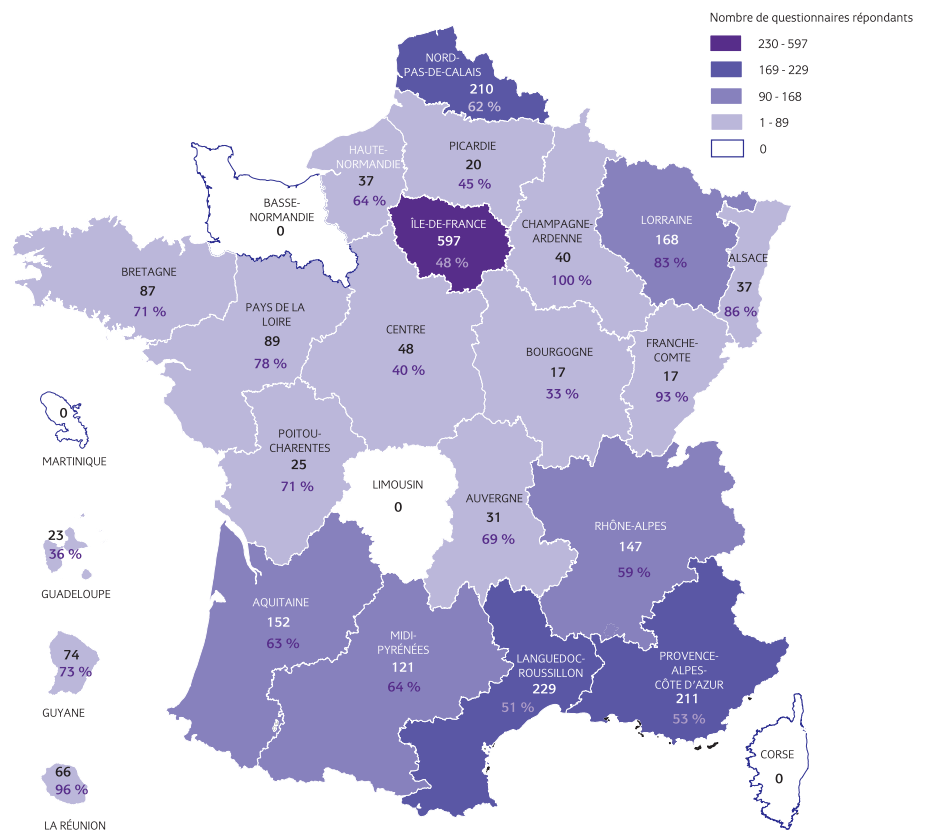 Nombre de questionnaires répondants
230 - 597
169 - 229
90 - 168
1 - 89
0
NORD-
PAS-DE-CALAIS
210
62 %
PICARDIE
20
45 %
HAUTE-
NORMANDIE
37
64 %
BASSE-
NORMANDIE
0
ÎLE-DE-FRANCE
597
48 %
CHAMPAGNE-
ARDENNE
40
100 %
LORRAINE
168
83 %
ALSACE
37
86 %
BRETAGNE
87
71 %
PAYS DE LA
LOIRE
89
78 %
CENTRE
48
40 %
BOURGOGNE
17
33 %
FRANCHE-
COMTE
17
93 %
0
MARTINIQUE
POITOU-
CHARENTES
25
71 %
LIMOUSIN
0
AUVERGNE
31
69 %
RHÔNE-ALPES
147
59 %
23
36 %
GUADELOUPE
AQUITAINE
152
63 %
MIDI-
PYRÉNÉES
121
64 %
LANGUEDOC-
ROUSSILLON
229
51 %
PROVENCE-
ALPES-
CÔTE D'AZUR
211
53 %
74
73 %
GUYANE
CORSE
0
66
96 %
LA RÉUNION